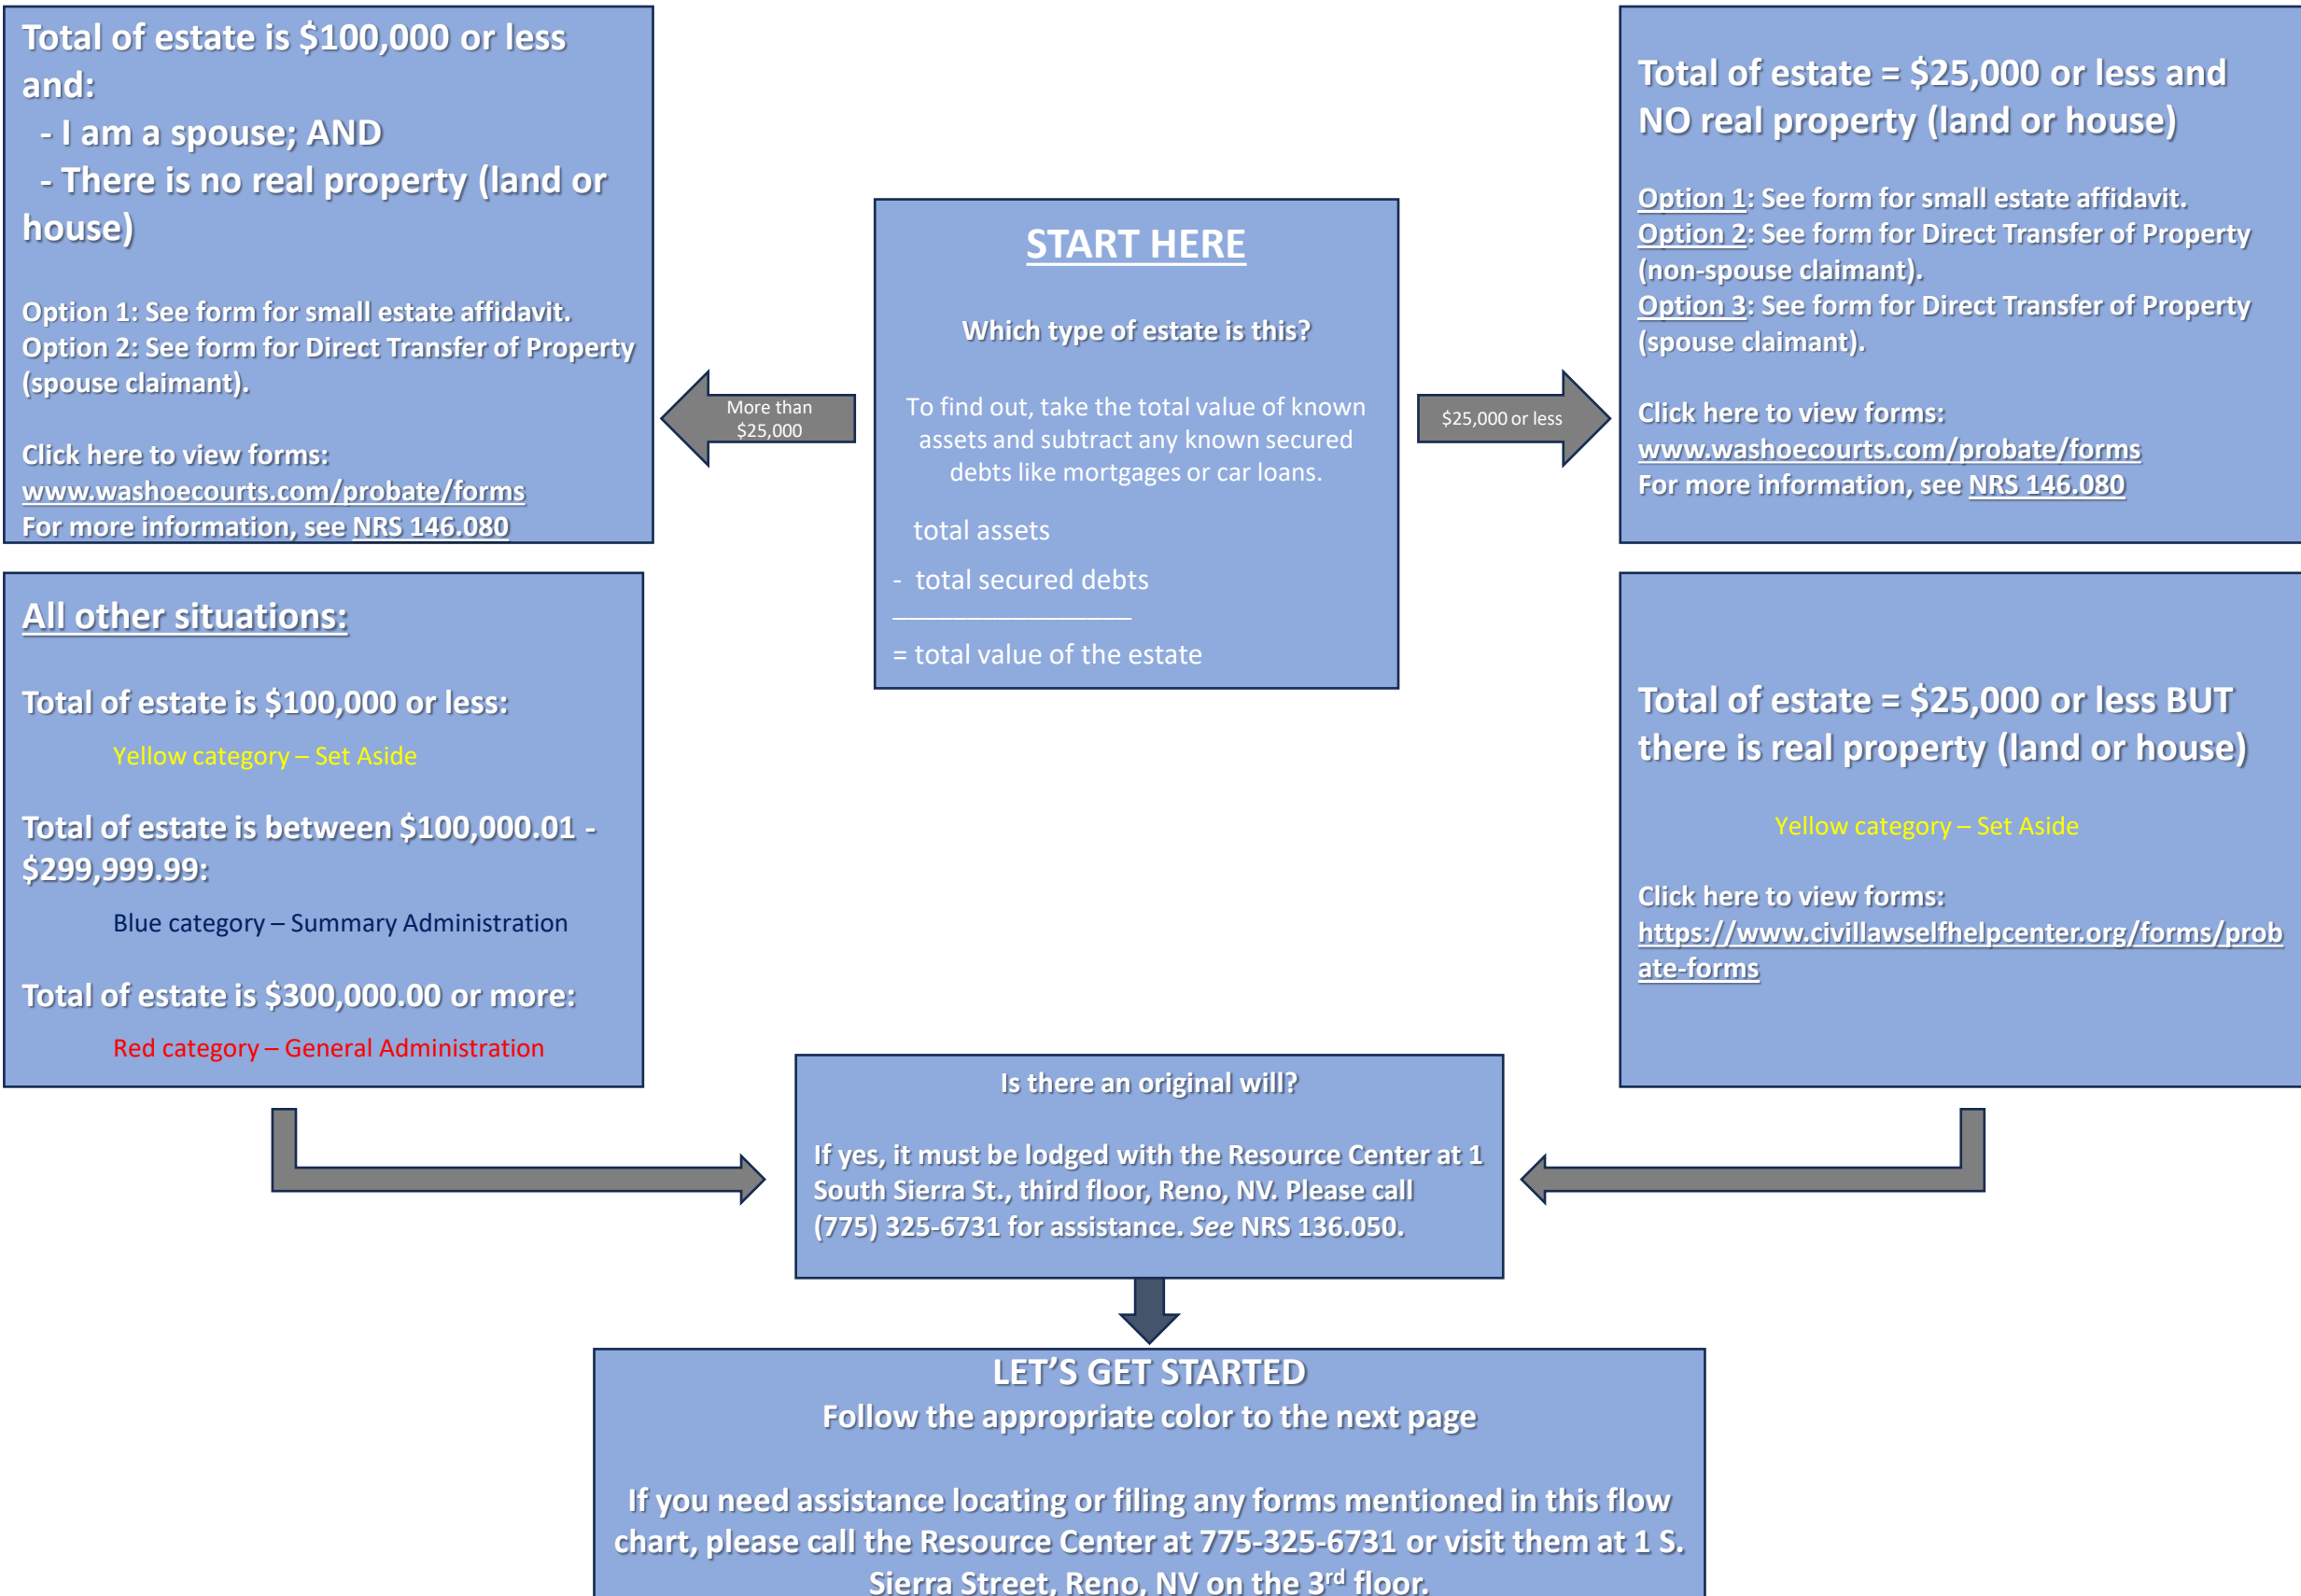 Total of estate is $100,000 or less
and:
- I am a spouse; AND
- There is no real property (land or
house)
Option 1: See form for small estate affidavit.
Option 2: See form for Direct Transfer of Property
(spouse claimant).
Click here to view forms:
www.washoecourts.com/probate/forms
For more information, see NRS 146.080
More than
$25,000
START HERE
Which type of estate is this?
To find out, take the total value of known
assets and subtract any known secured
debts like mortgages or car loans.
total assets
- total secured debts
= total value of the estate
$25,000 or less
Total of estate = $25,000 or less and
NO real property (land or house)
Option 1: See form for small estate affidavit.
Option 2: See form for Direct Transfer of Property
(non-spouse claimant).
Option 3: See form for Direct Transfer of Property
(spouse claimant).
Click here to view forms:
www.washoecourts.com/probate/forms
For more information, see NRS 146.080
All other situations:
Total of estate is $100,000 or less:
Yellow category – Set Aside
Total of estate is between $100,000.01 -
$299,999.99:
Blue category – Summary Administration
Total of estate is $300,000.00 or more:
Red category – General Administration
Total of estate = $25,000 or less BUT
there is real property (land or house)
Yellow category – Set Aside
Click here to view forms:
https://www.civillawselfhelpcenter.org/forms/prob
ate-forms
Is there an original will?
If yes, it must be lodged with the Resource Center at 1
South Sierra St., third floor, Reno, NV. Please call
(775) 325-6731 for assistance. See NRS 136.050.
LET’S GET STARTED
Follow the appropriate color to the next page
If you need assistance locating or filing any forms mentioned in this flow
chart, please call the Resource Center at 775-325-6731 or visit them at 1 S.
Sierra Street, Reno, NV on the 3rd floor.